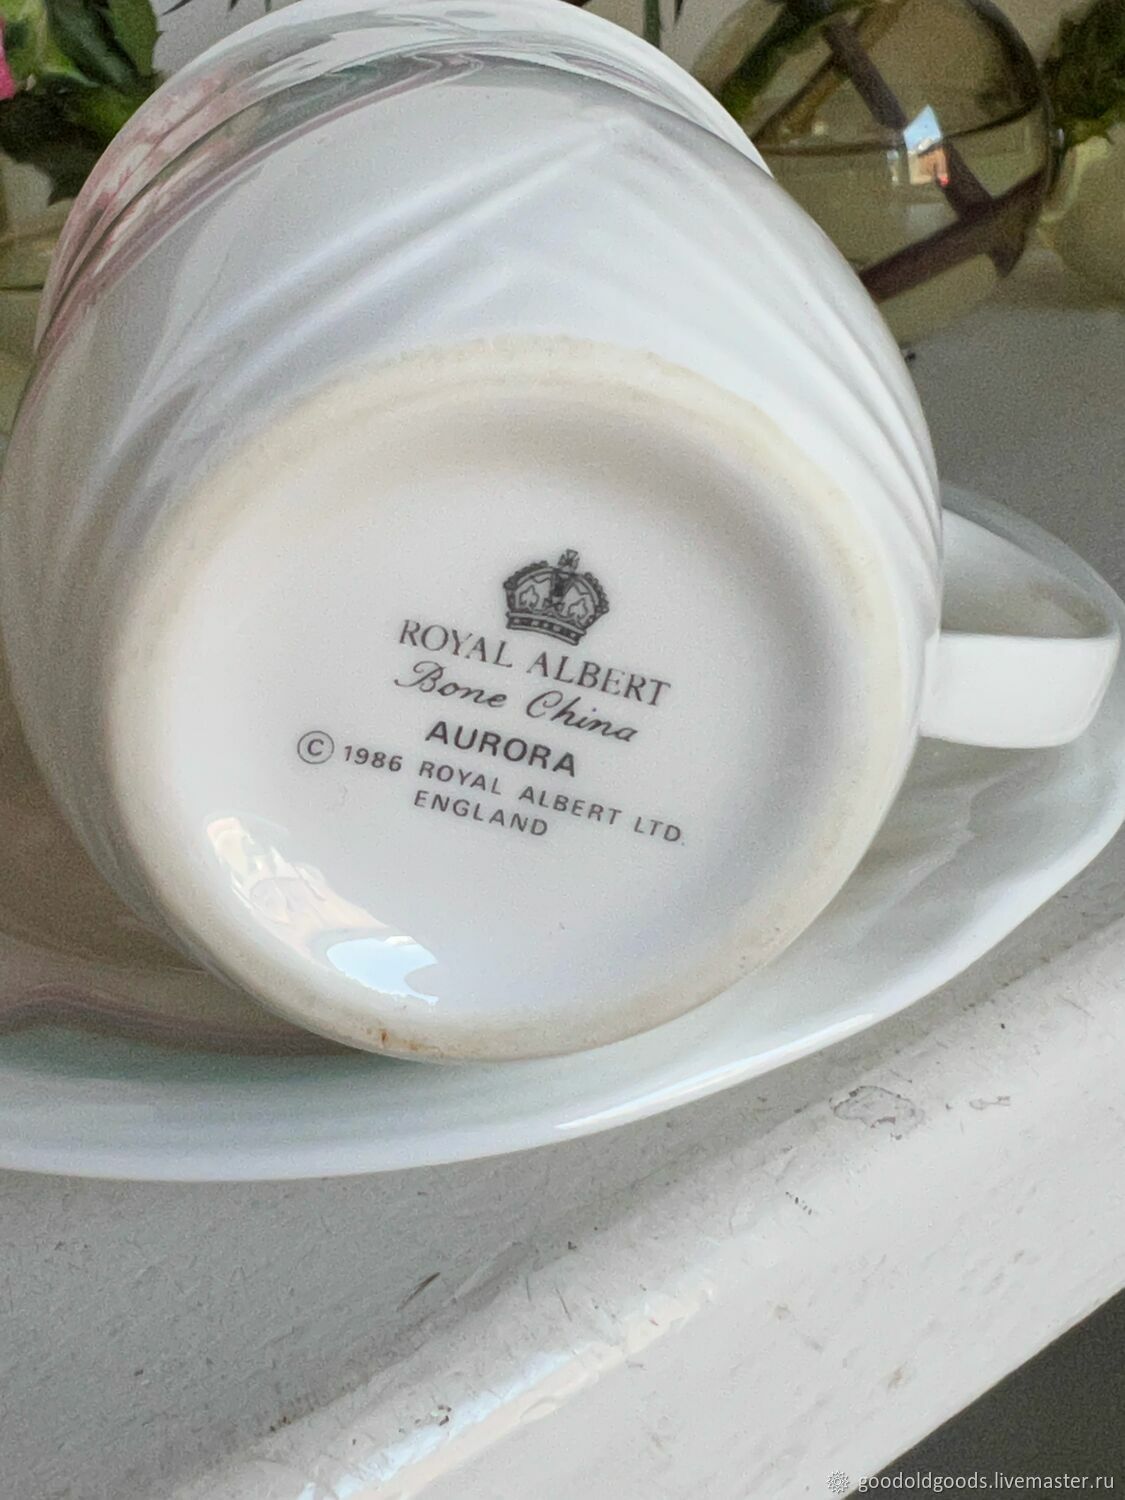 ROYAL ALBERT
Bone China
AURORA
© 1986 ROYAL ALBERT LTD.
ENGLAND
goodoldgoods.livemaster.ru